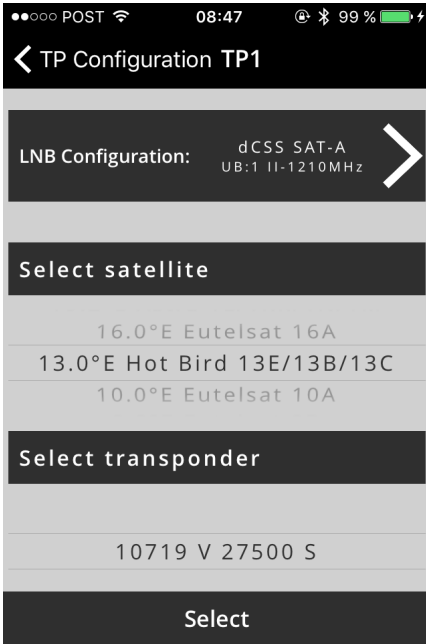 POST 08:47 99 %
TP Configuration TP1
LNB Configuration:
dCSS SAT-A
UB:1 II-1210MHz
Select satellite
16.0°E Eutelsat 16A
13.0°E Hot Bird 13E/13B/13C
10.0°E Eutelsat 10A
Select transponder
10719 V 27500 S
Select